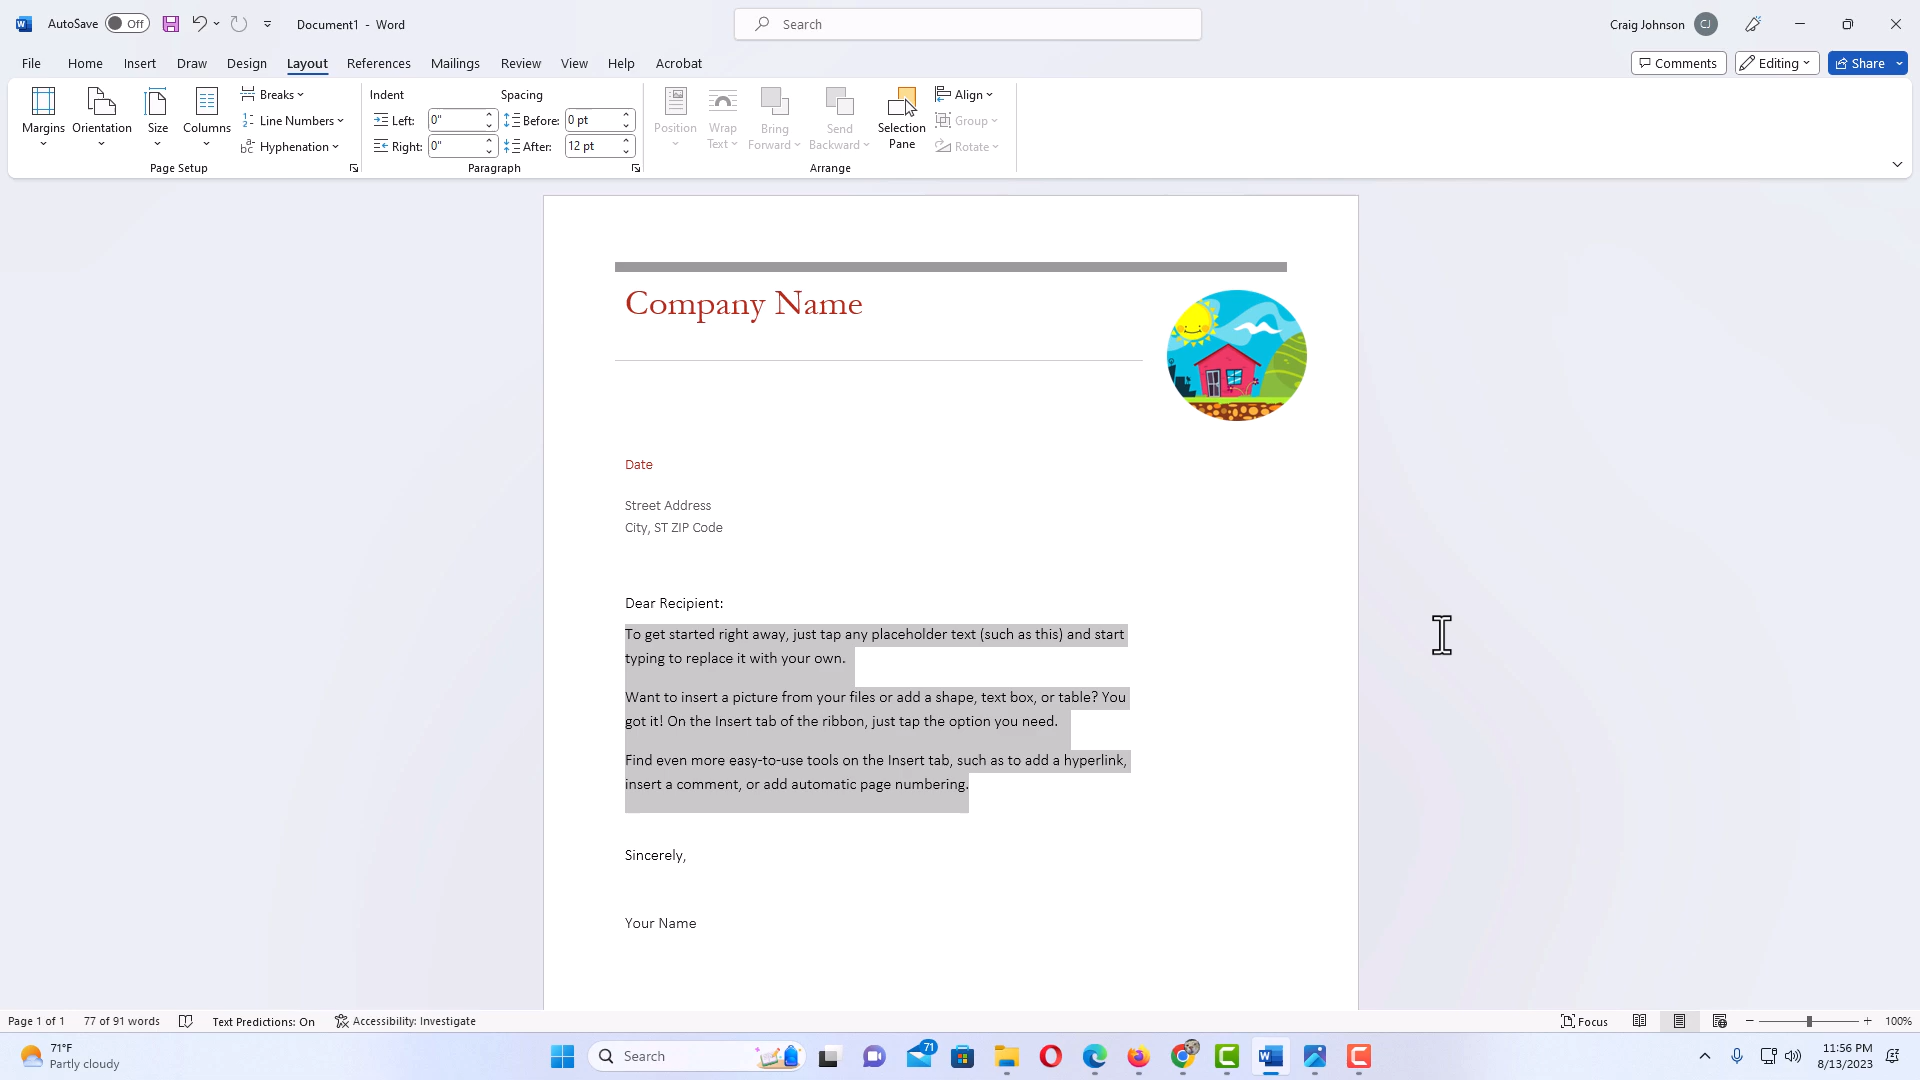 AutoSave Off Document1 - Word Search Craig Johnson CJ
File Home Insert Draw Design Layout References Mailings Review View Help Acrobat Comments Editing Share
Margins Orientation Size Columns Breaks Line Numbers Hyphenation
Page Setup
Indent Spacing
Left: 0" Before: 0 pt
Right: 0" After: 12 pt
Paragraph
Position Wrap Text Bring Forward Send Backward Selection Pane Align Group Rotate
Arrange
Company Name
Date
Street Address
City, ST ZIP Code
Dear Recipient:
To get started right away, just tap any placeholder text (such as this) and start
typing to replace it with your own.
Want to insert a picture from your files or add a shape, text box, or table? You
got it! On the Insert tab of the ribbon, just tap the option you need.
Find even more easy-to-use tools on the Insert tab, such as to add a hyperlink,
insert a comment, or add automatic page numbering.
Sincerely,
Your Name
Page 1 of 1 77 of 91 words Text Predictions: On Accessibility: Investigate Focus 100%
71°F
Partly cloudy
Search
71
11:56 PM
8/13/2023